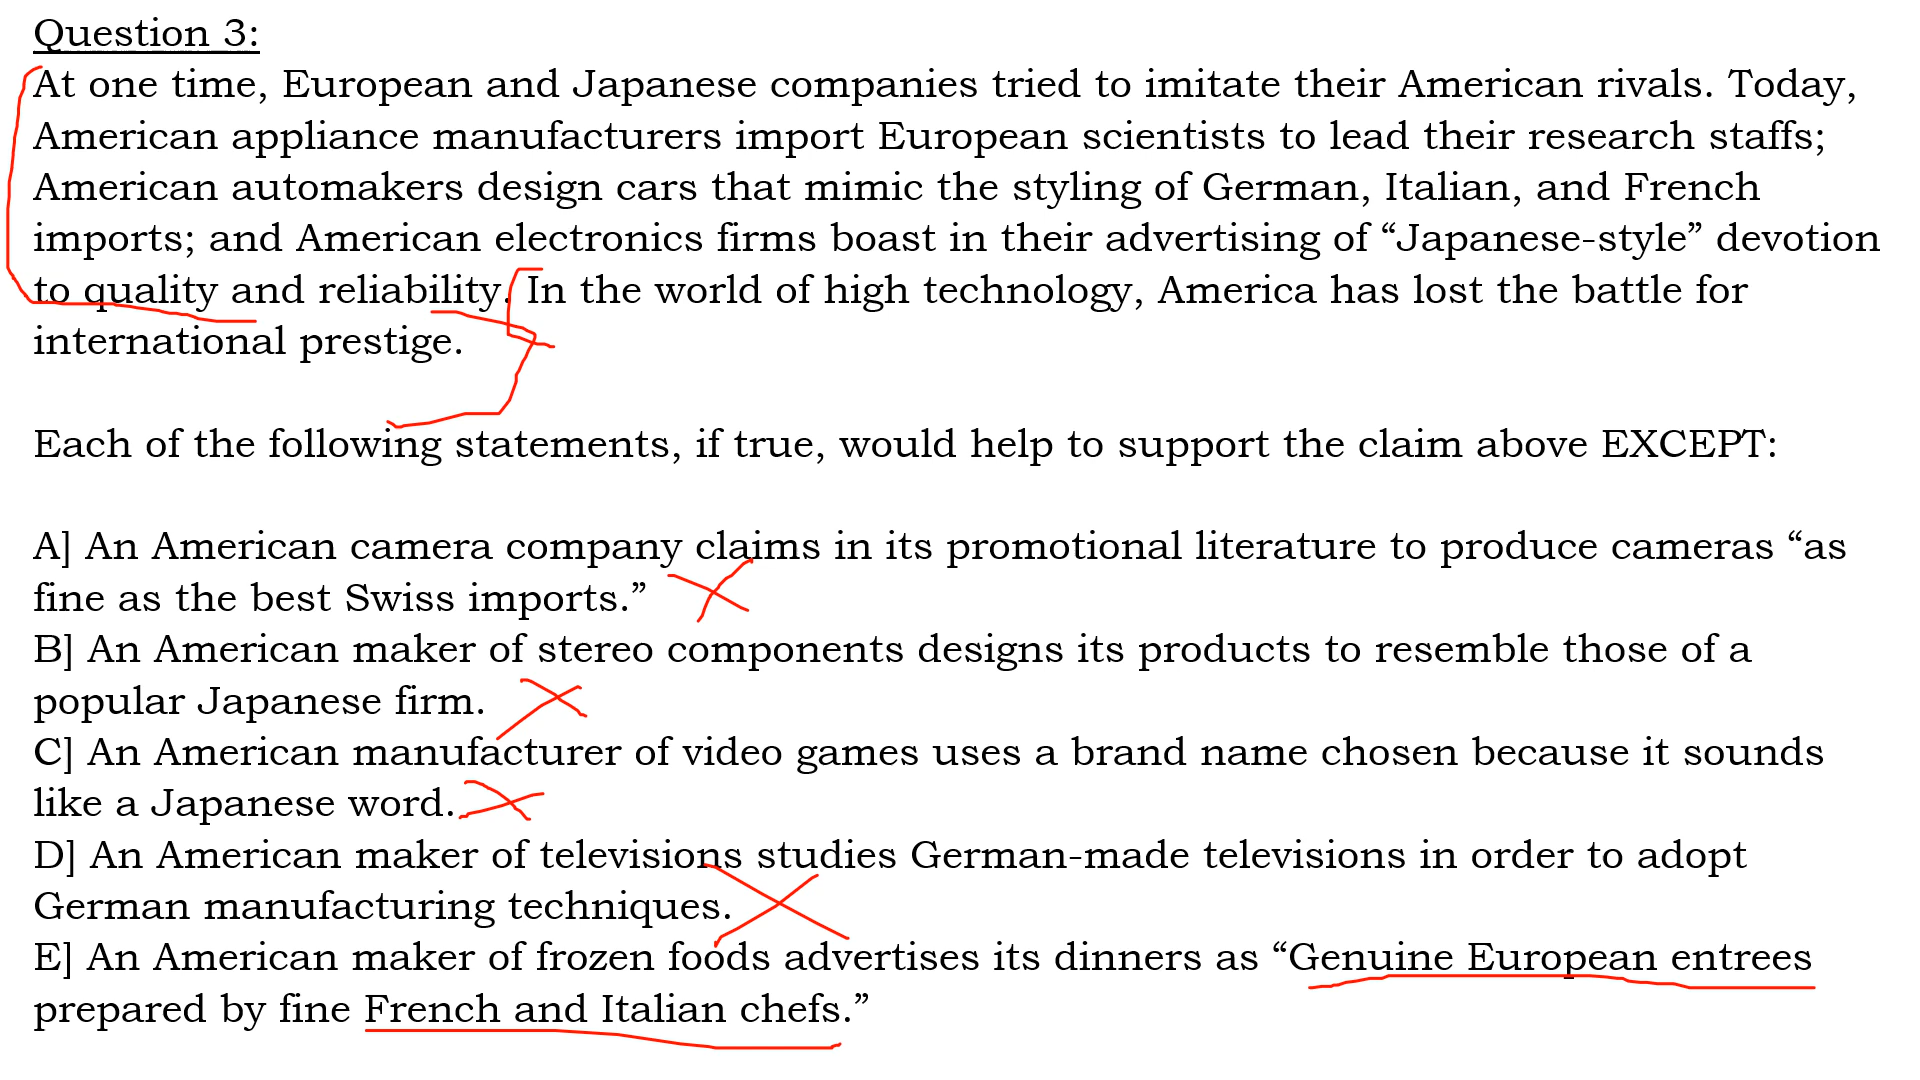 Question 3:
At one time, European and Japanese companies tried to imitate their American rivals. Today,
American appliance manufacturers import European scientists to lead their research staffs;
American automakers design cars that mimic the styling of German, Italian, and French
imports; and American electronics firms boast in their advertising of “Japanese-style” devotion
to quality and reliability. In the world of high technology, America has lost the battle for
international prestige.
Each of the following statements, if true, would help to support the claim above EXCEPT:
A] An American camera company claims in its promotional literature to produce cameras “as
fine as the best Swiss imports.”
B] An American maker of stereo components designs its products to resemble those of a
popular Japanese firm.
C] An American manufacturer of video games uses a brand name chosen because it sounds
like a Japanese word.
D] An American maker of televisions studies German-made televisions in order to adopt
German manufacturing techniques.
E] An American maker of frozen foods advertises its dinners as “Genuine European entrees
prepared by fine French and Italian chefs.”